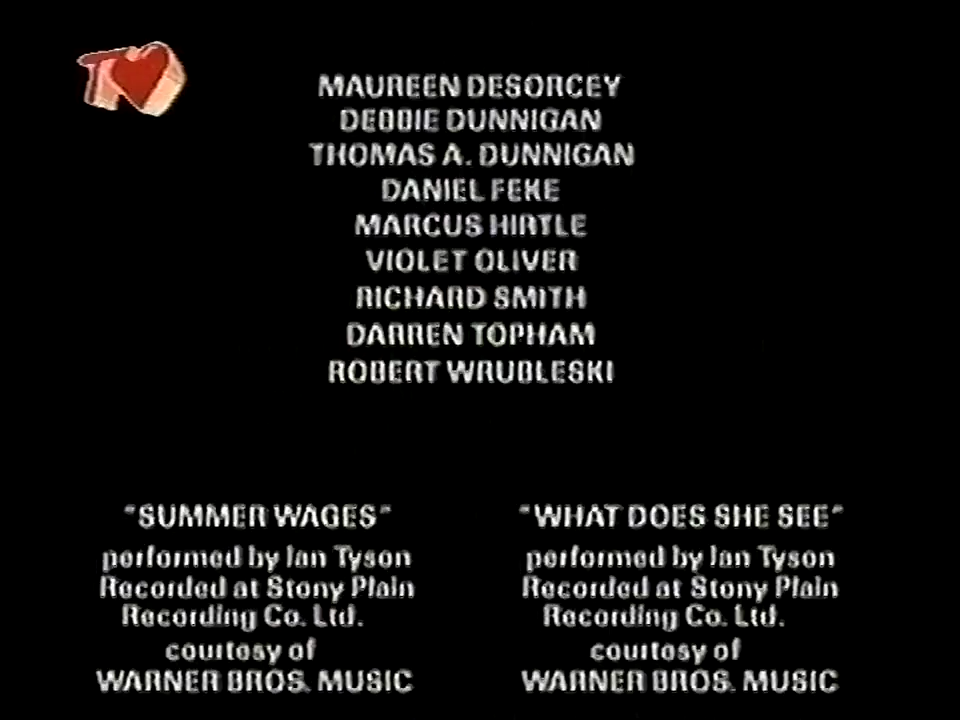 MAUREEN DESORCEY
DEBBIE DUNNIGAN
THOMAS A. DUNNIGAN
DANIEL FEKE
MARCUS HIRTLE
VIOLET OLIVER
RICHARD SMITH
DARREN TOPHAM
ROBERT WRUBLESKI
"SUMMER WAGES"
performed by Ian Tyson
Recorded at Stony Plain
Recording Co. Ltd.
courtesy of
WARNER BROS. MUSIC
"WHAT DOES SHE SEE"
performed by Ian Tyson
Recorded at Stony Plain
Recording Co. Ltd.
courtesy of
WARNER BROS. MUSIC